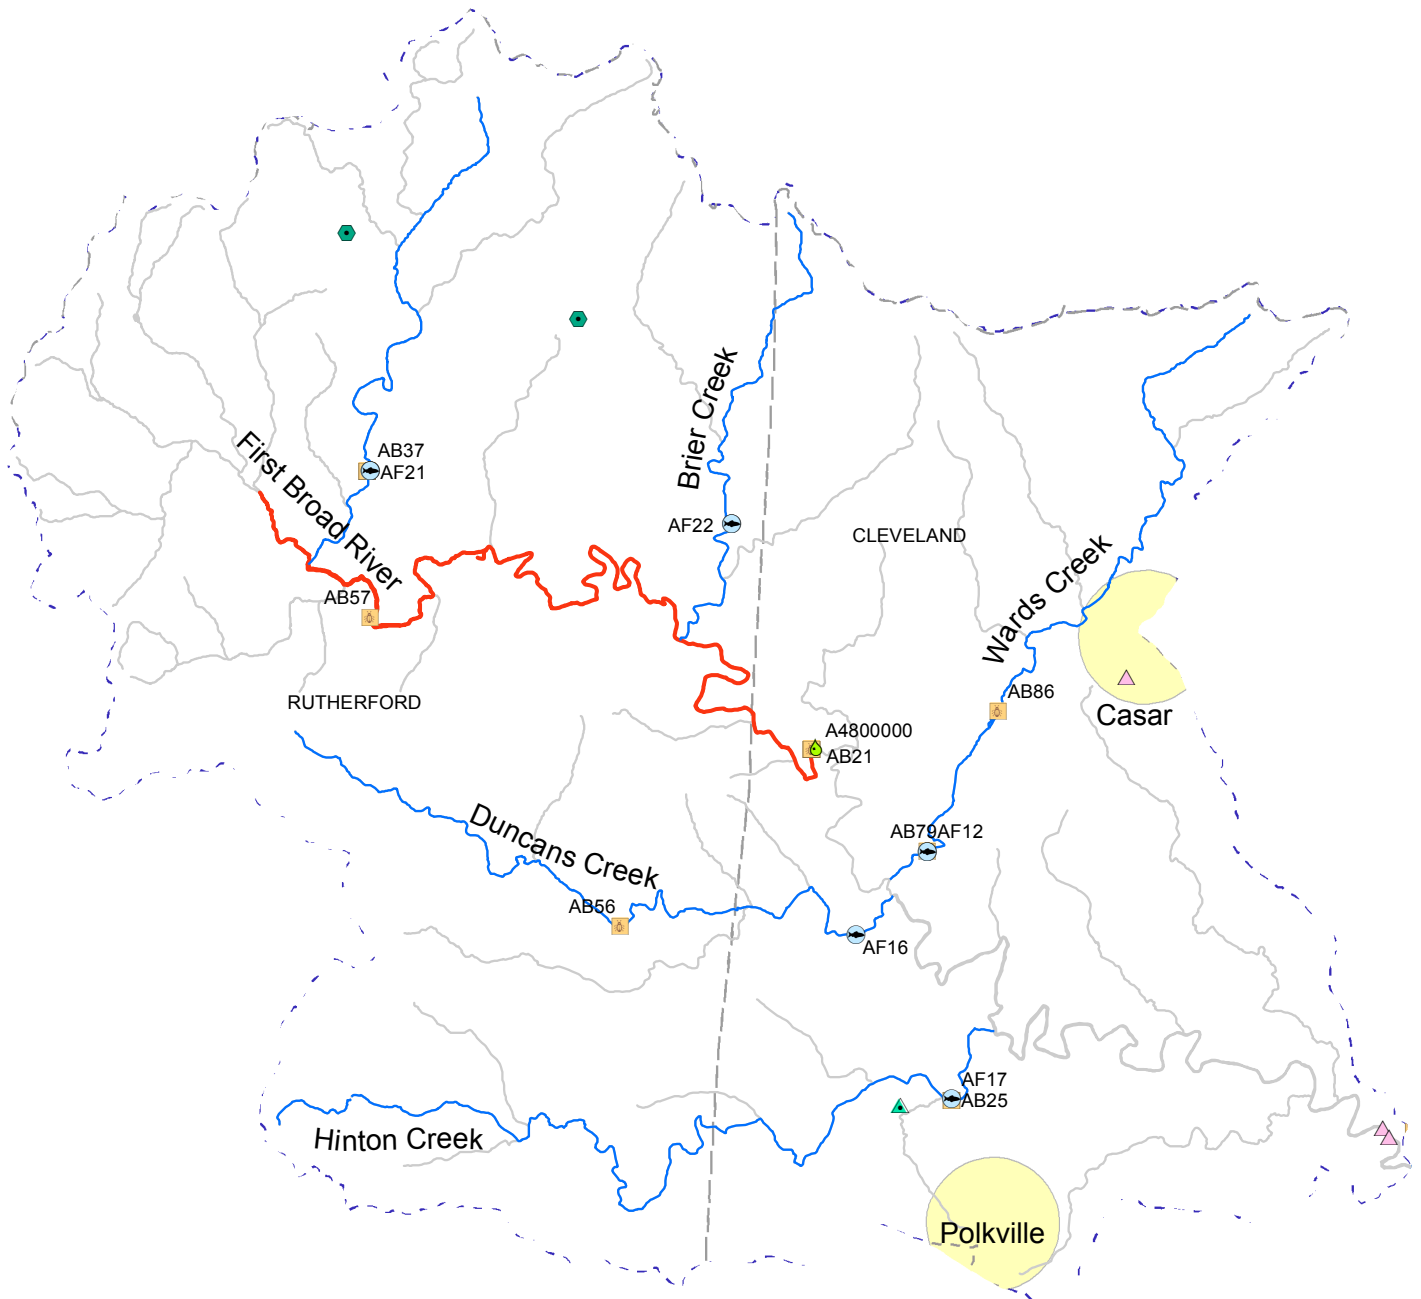 Brier Creek
First Broad River
AB37
AF21
AF22
CLEVELAND
Wards Creek
AB57
RUTHERFORD
AB86
Casar
A4800000
AB21
Duncans Creek
AB79AF12
AB56
AF16
AF17
AB25
Hinton Creek
Polkville